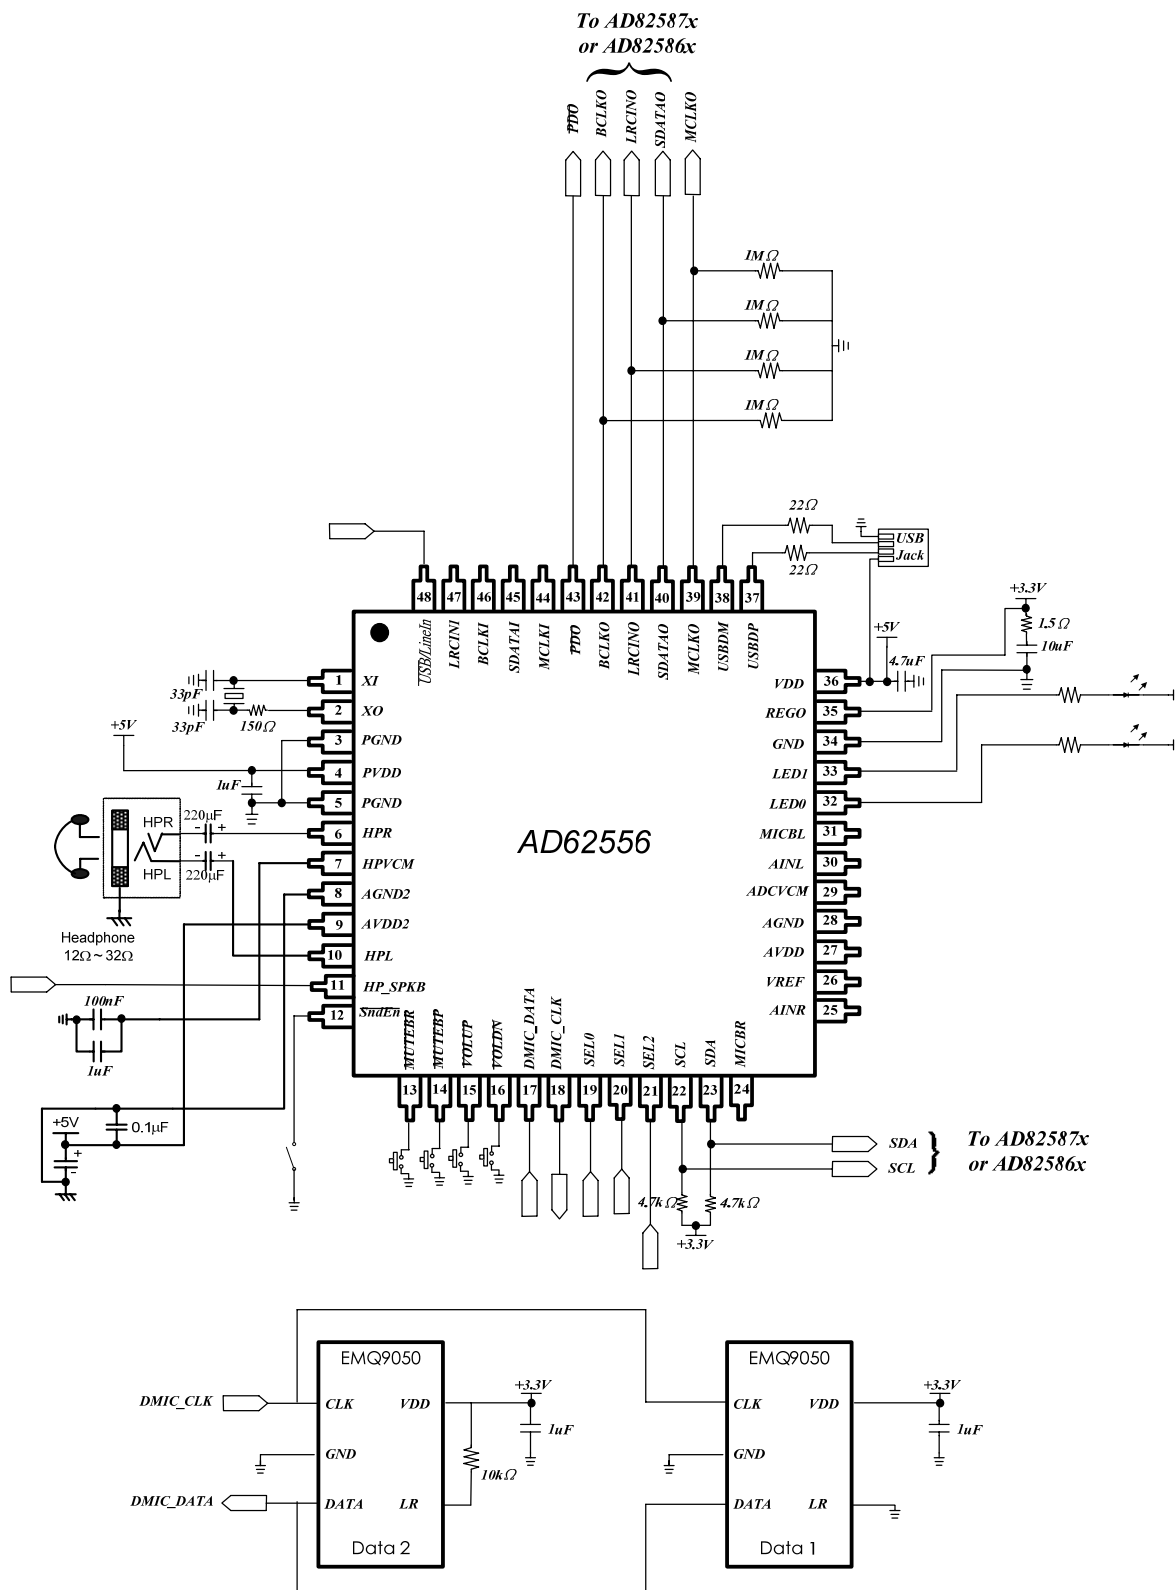 To AD82587x
or AD82586x
PDO
BCLKO
LRCINO
SDATAO
MCLKO
1MΩ
1MΩ
1MΩ
1MΩ
22Ω
22Ω
USB
Jack
48
47
46
45
44
43
42
41
40
39
38
37
USB/LineIn
LRCINI
BCLKI
SDATAI
MCLKI
PDO
BCLKO
LRCINO
SDATAO
MCLKO
USBDM
USBDP
+3.3V
1.5Ω
10uF
+5V
4.7uF
33pF
33pF
150Ω
+5V
1uF
1 XI
2 XO
3 PGND
4 PVDD
5 PGND
6 HPR
7 HPVCM
8 AGND2
9 AVDD2
10 HPL
11 HP_SPKB
12 SndEn
AD62556
VDD 36
REGO 35
GND 34
LED1 33
LED0 32
MICBL 31
AINL 30
ADCVCM 29
AGND 28
AVDD 27
VREF 26
AINR 25
HPR
HPL
220µF
- +
- +
220µF
Headphone
12Ω~32Ω
100nF
1uF
+5V
0.1µF
+
-
MUTEBR
MUTEBP
VOLUP
VOLDN
DMIC_DATA
DMIC_CLK
SEL0
SEL1
SEL2
SCL
SDA
MICBR
13
14
15
16
17
18
19
20
21
22
23
24
SDA
SCL
}
To AD82587x
or AD82586x
4.7kΩ
4.7kΩ
+3.3V
EMQ9050
DMIC_CLK
CLK VDD
+3.3V
1uF
GND
10kΩ
DMIC_DATA
DATA LR
Data 2
EMQ9050
CLK VDD
+3.3V
1uF
GND
DATA LR
Data 1